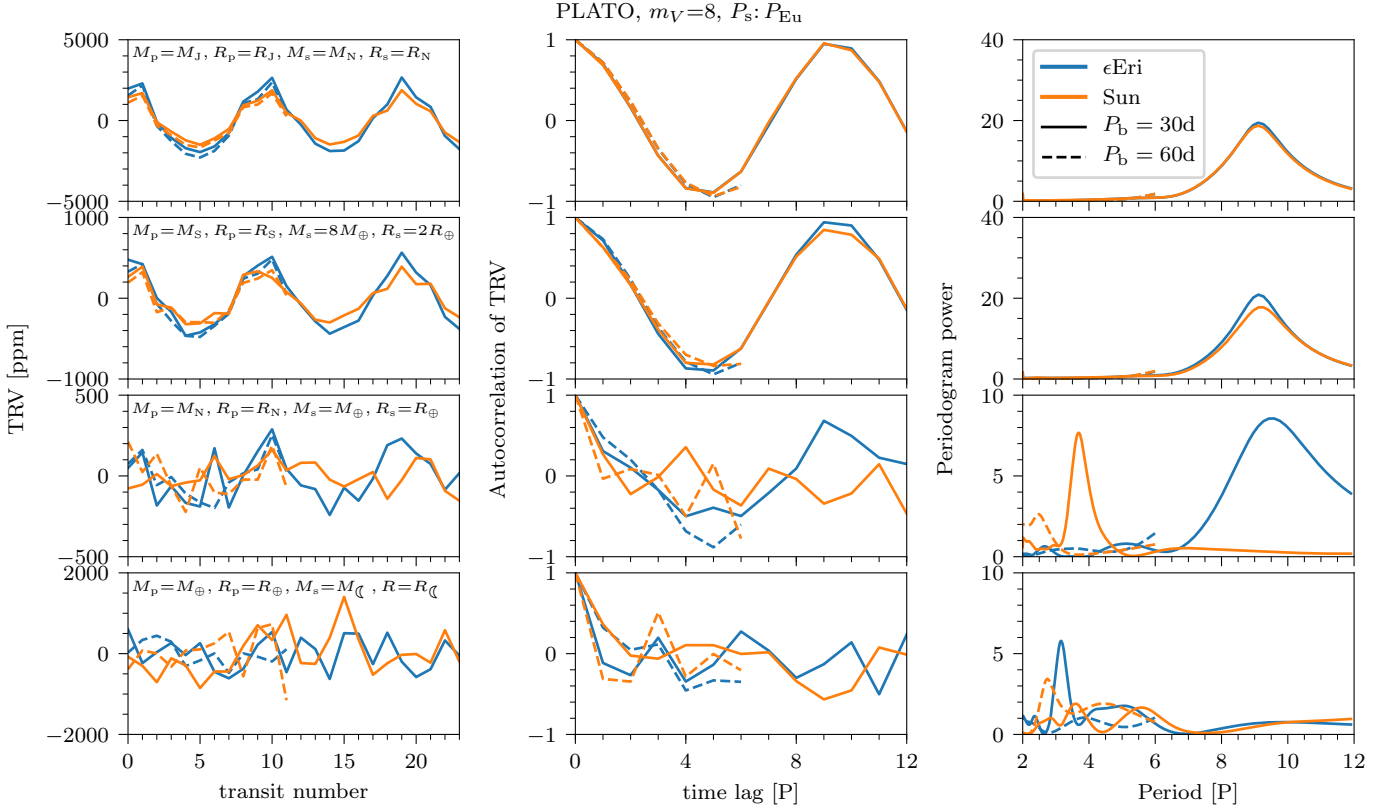 PLATO, m_V=8, P_s: P_Eu
TRV [ppm]
5000
0
−5000
M_p=M_J, R_p=R_J, M_s=M_N, R_s=R_N
1000
0
−1000
M_p=M_S, R_p=R_S, M_s=8M_⊕, R_s=2R_⊕
500
0
−500
M_p=M_N, R_p=R_N, M_s=M_⊕, R_s=R_⊕
2000
0
−2000
M_p=M_⊕, R_p=R_⊕, M_s=M_☾, R=R_☾
0 5 10 15 20
transit number
Autocorrelation of TRV
1
0
−1
1
0
−1
1
0
−1
1
0
−1
0 2 4 6 8 10 12
time lag [P]
Periodogram power
40
20
0
ϵEri
Sun
P_b = 30d
P_b = 60d
40
20
0
10
5
0
10
5
0
2 4 6 8 10 12
Period [P]